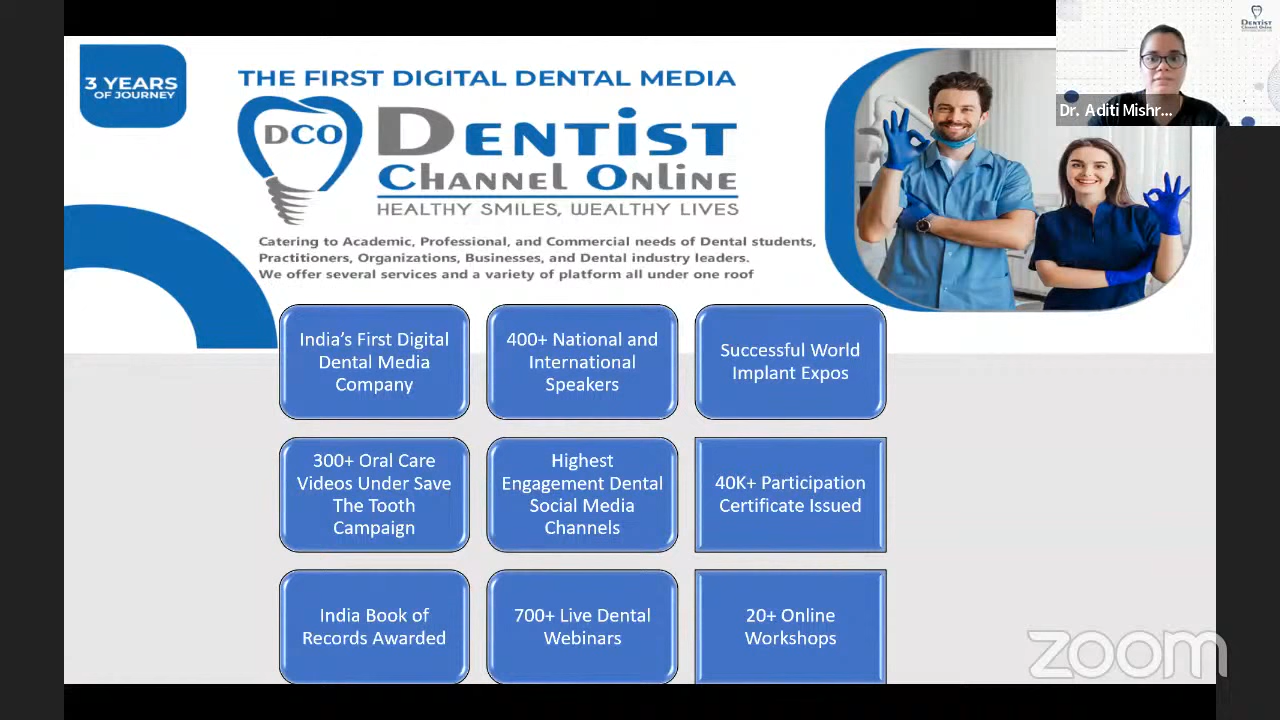 3 YEARS
OF JOURNEY
THE FIRST DIGITAL DENTAL MEDIA
DCO
DENTIST
CHANNEL ONLINE
HEALTHY SMILES, WEALTHY LIVES
Catering to Academic, Professional, and Commercial needs of Dental students,
Practitioners, Organizations, Businesses, and Dental industry leaders.
We offer several services and a variety of platform all under one roof
DENTIST
CHANNEL ONLINE
Dr. Aditi Mishr...
India's First Digital
Dental Media
Company
400+ National and
International
Speakers
Successful World
Implant Expos
300+ Oral Care
Videos Under Save
The Tooth
Campaign
Highest
Engagement Dental
Social Media
Channels
40K+ Participation
Certificate Issued
India Book of
Records Awarded
700+ Live Dental
Webinars
20+ Online
Workshops
zoom